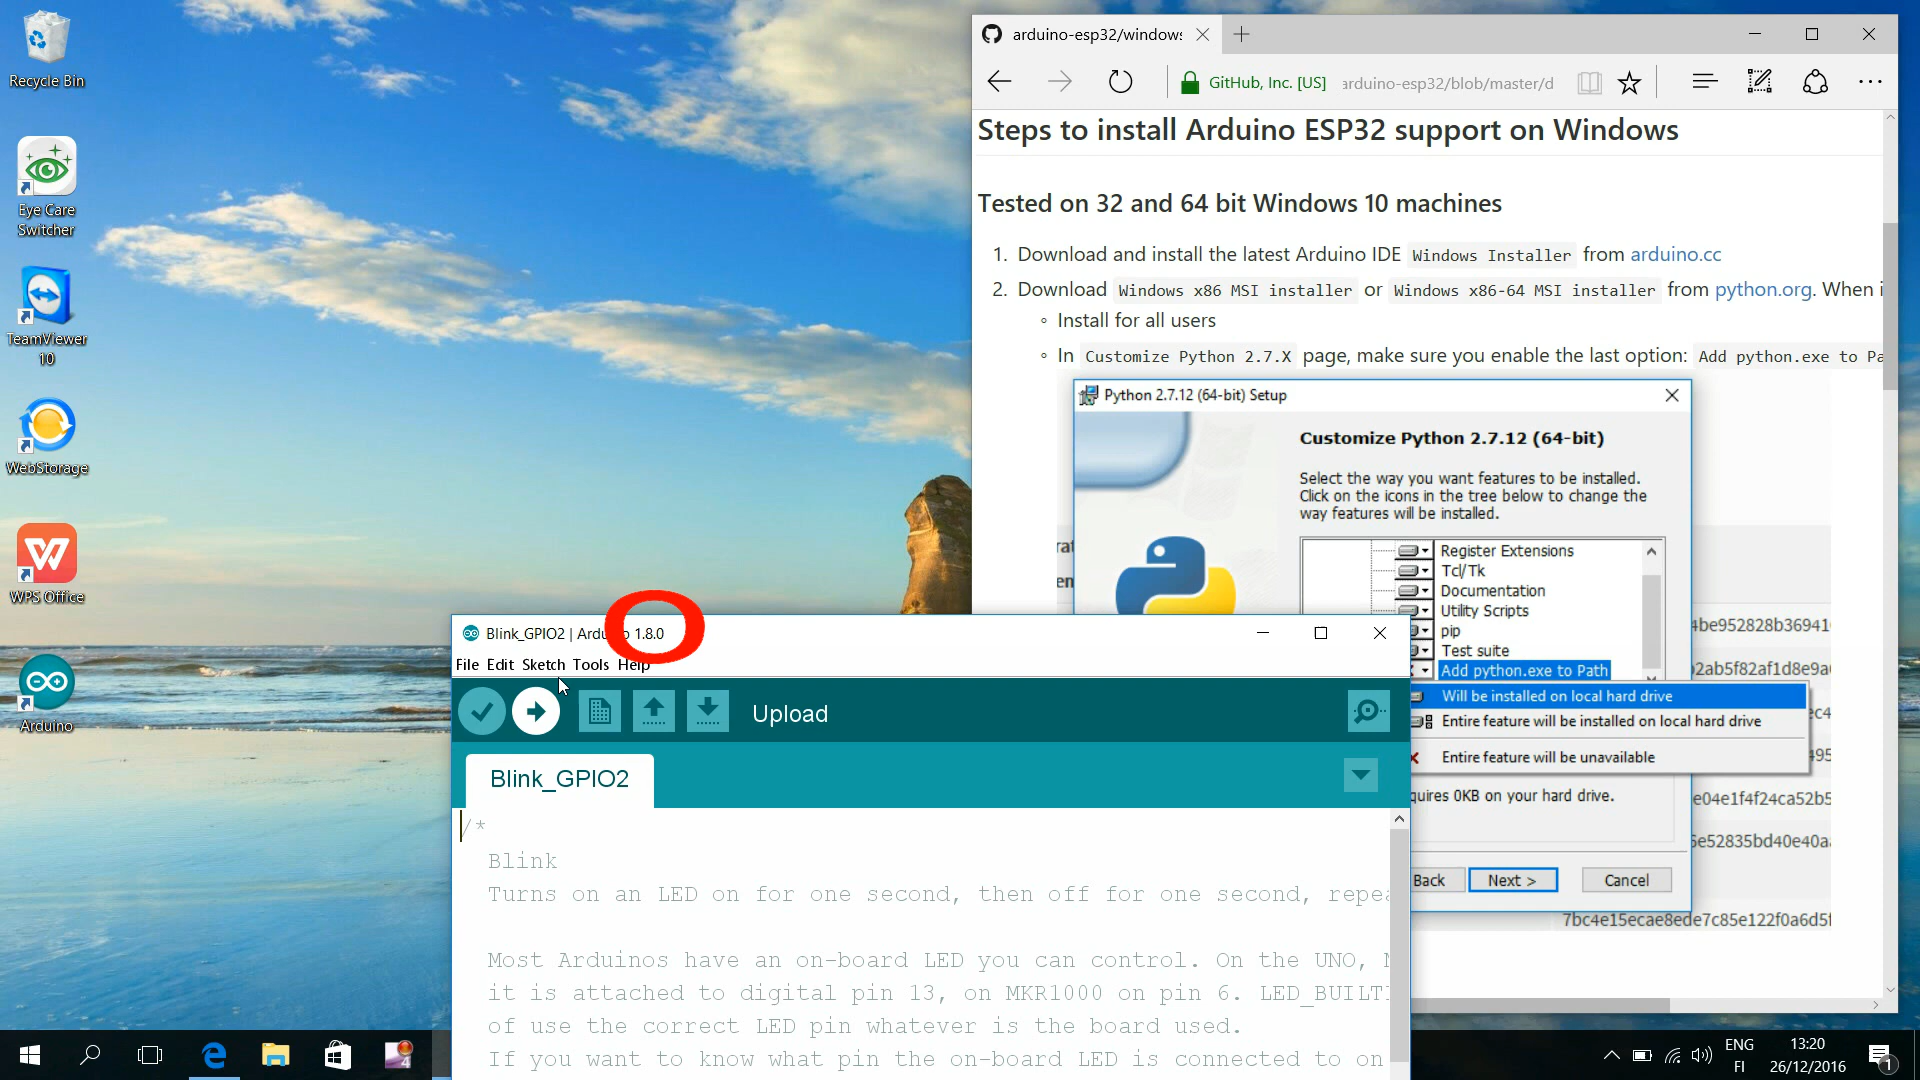 Recycle Bin
Eye Care
Switcher
TeamViewer
10
WebStorage
WPS Office
Arduino
arduino-esp32/windows
GitHub, Inc. [US]
arduino-esp32/blob/master/d
Steps to install Arduino ESP32 support on Windows
Tested on 32 and 64 bit Windows 10 machines
1. Download and install the latest Arduino IDE Windows Installer from arduino.cc
2. Download Windows x86 MSI installer or Windows x86-64 MSI installer from python.org. When i
Install for all users
In Customize Python 2.7.X page, make sure you enable the last option: Add python.exe to Pa
Python 2.7.12 (64-bit) Setup
Customize Python 2.7.12 (64-bit)
Select the way you want features to be installed.
Click on the icons in the tree below to change the
way features will be installed.
Register Extensions
Tcl/Tk
Documentation
Utility Scripts
pip
Test suite
Add python.exe to Path
Will be installed on local hard drive
Entire feature will be installed on local hard drive
Entire feature will be unavailable
quires 0KB on your hard drive.
Back
Next >
Cancel
7bc4e15ecae8ede7c85e122f0a6d5f
Blink_GPIO2 | Ardu o 1.8.0
File Edit Sketch Tools Help
Upload
Blink_GPIO2
/*
Blink
Turns on an LED on for one second, then off for one second, repea
Most Arduinos have an on-board LED you can control. On the UNO, M
it is attached to digital pin 13, on MKR1000 on pin 6. LED_BUILTI
of use the correct LED pin whatever is the board used.
If you want to know what pin the on-board LED is connected to on
4
ENG
FI
13:20
26/12/2016
1